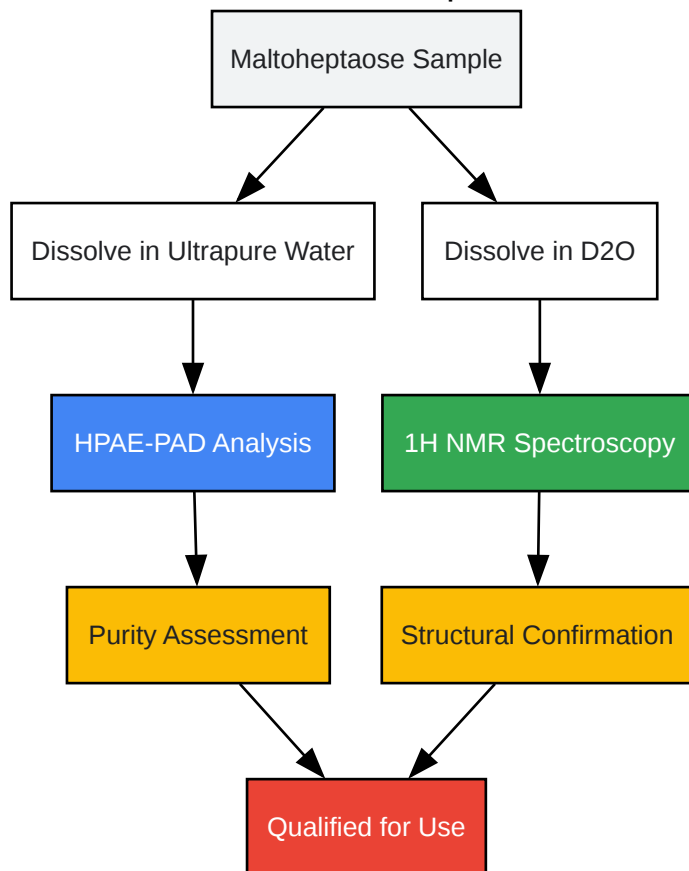 Maltoheptaose Sample
Dissolve in Ultrapure Water
Dissolve in D2O
HPAE-PAD Analysis
1H NMR Spectroscopy
Purity Assessment
Structural Confirmation
Qualified for Use